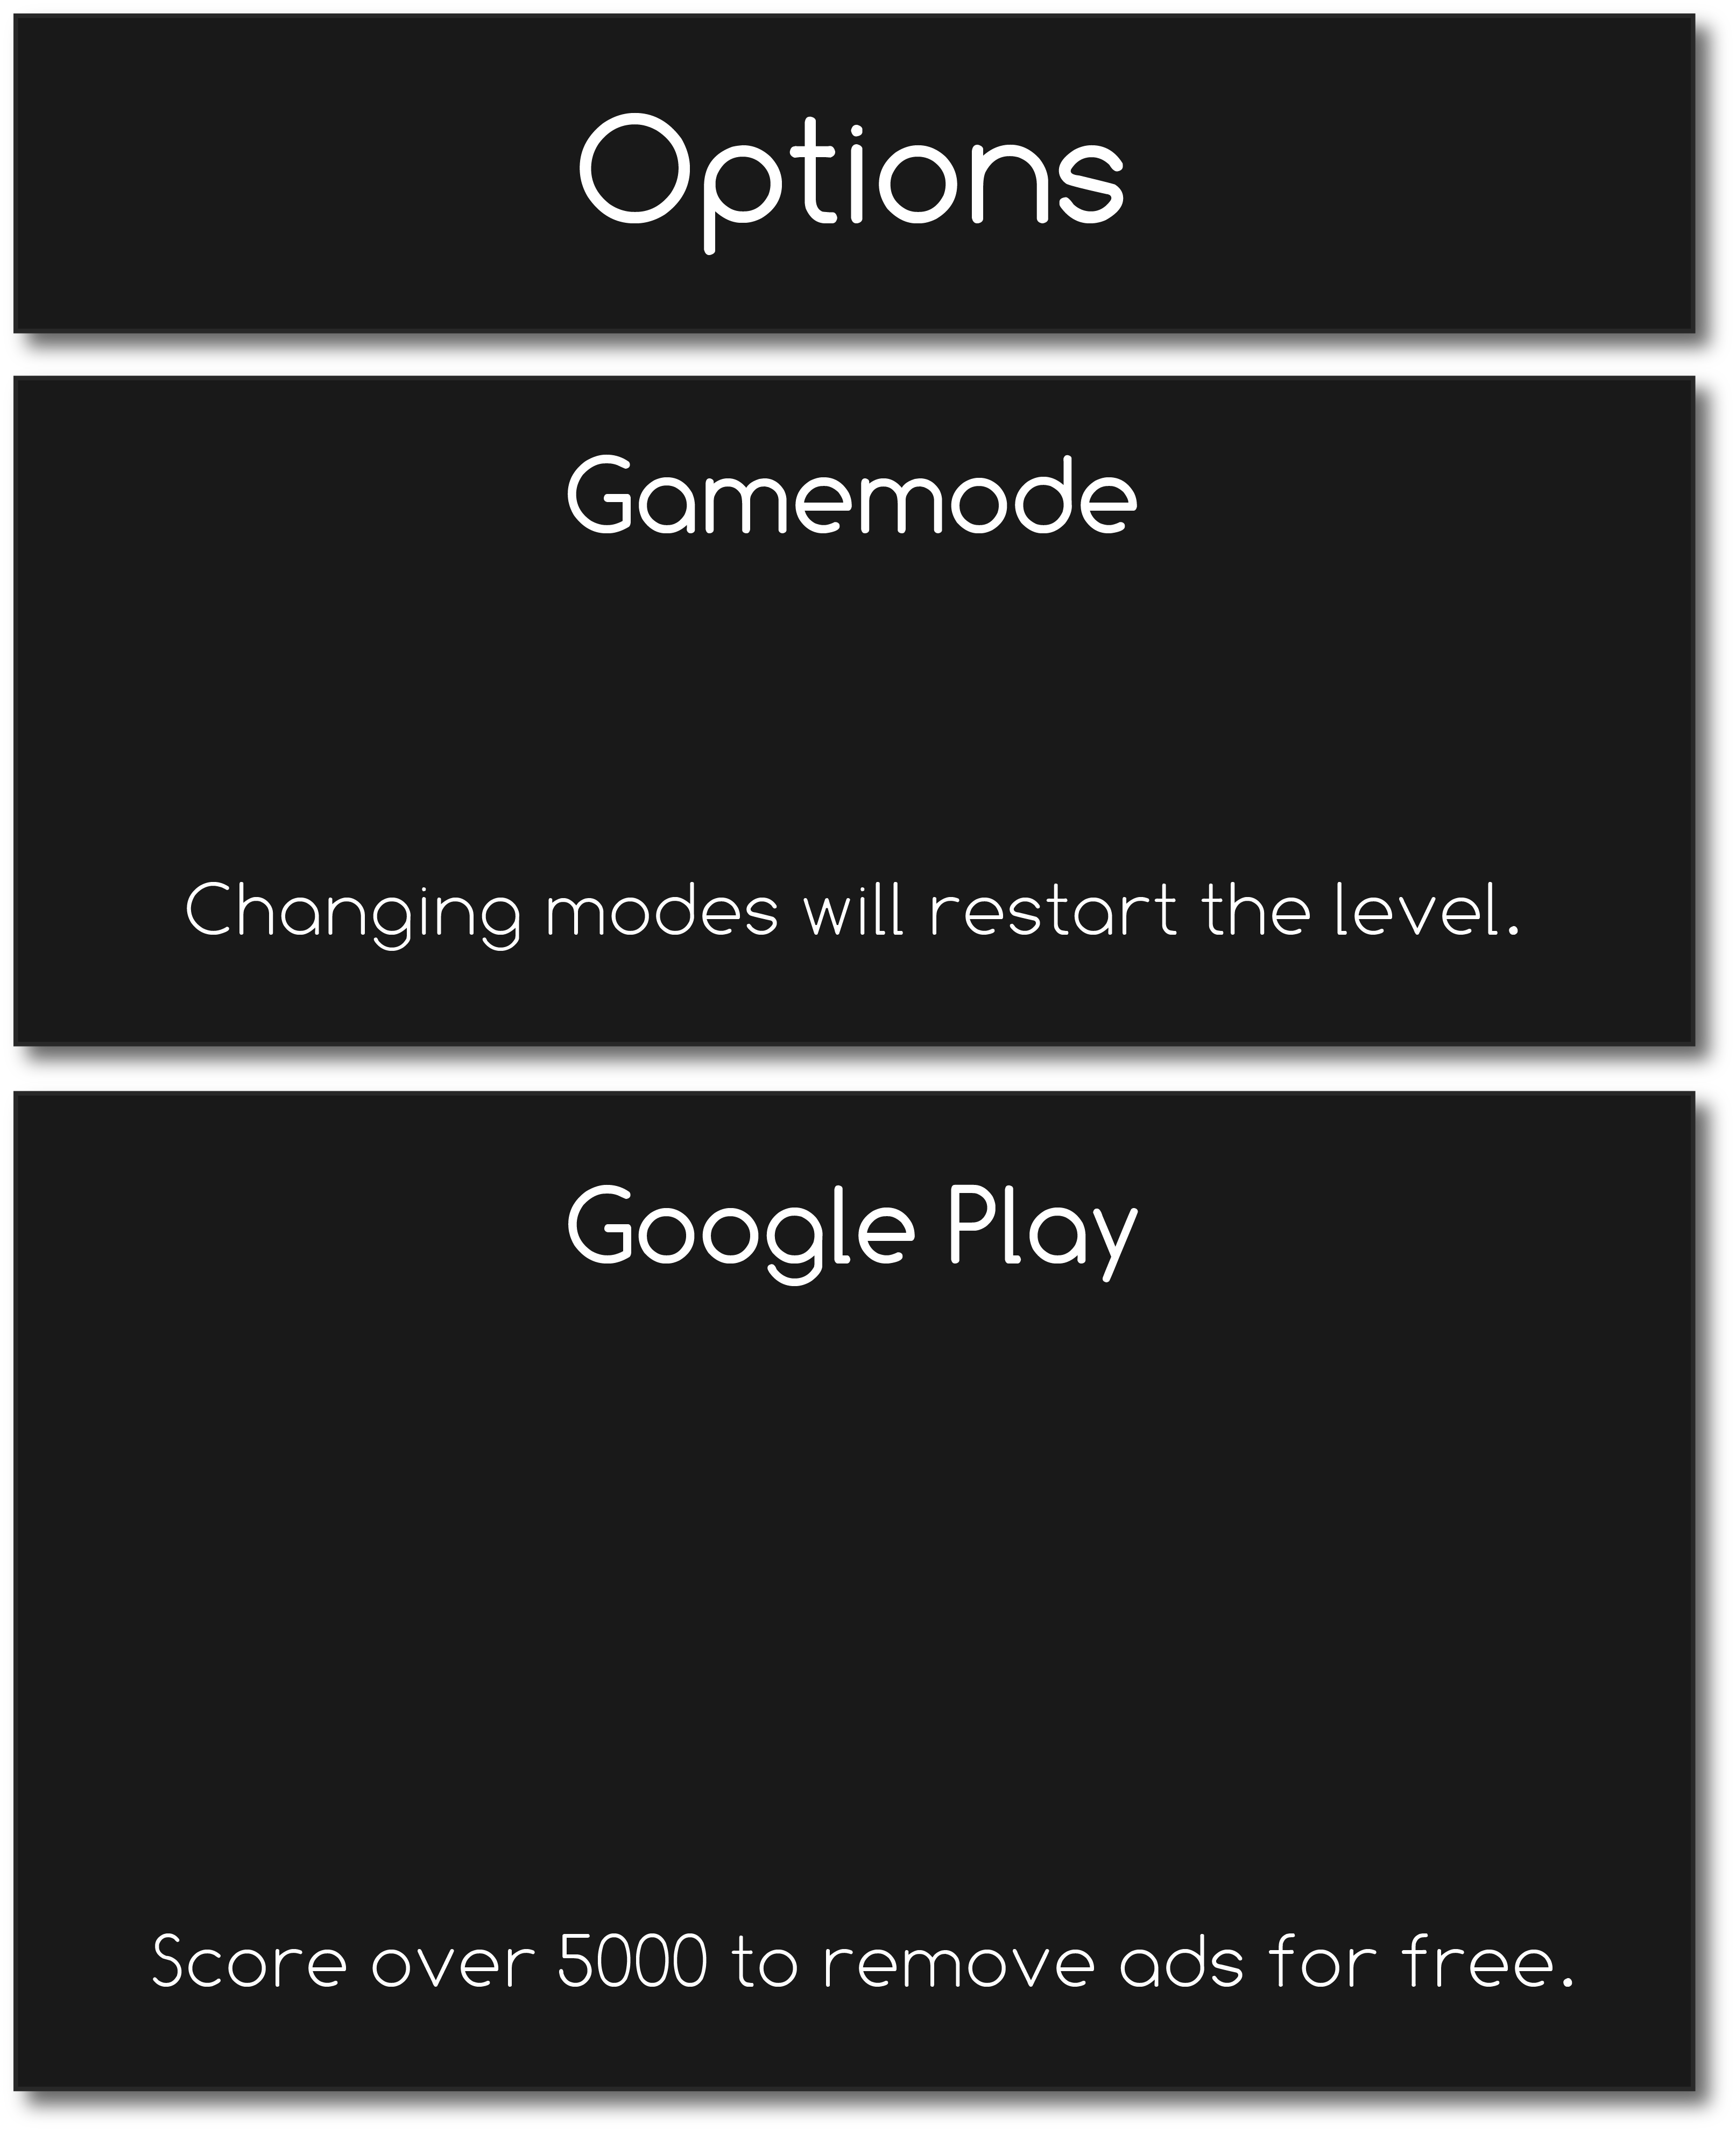 Options
Gamemode
Changing modes will restart the level.
Google Play
Score over 5000 to remove ads for free.